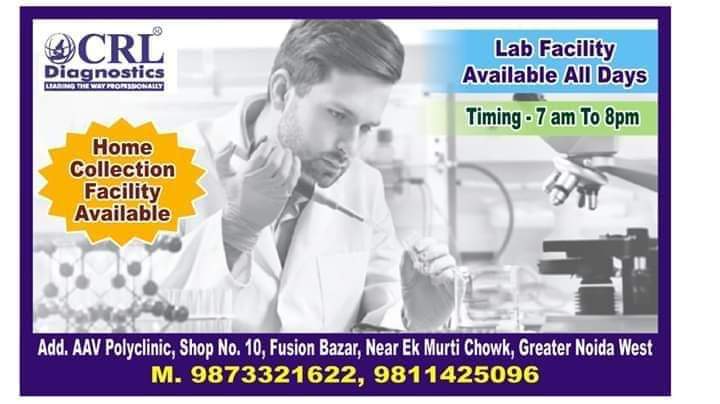 ®
CRL
Diagnostics
LEADING THE WAY PROFESSIONALLY
Lab Facility
Available All Days
Timing - 7 am To 8pm
Home
Collection
Facility
Available
Add. AAV Polyclinic, Shop No. 10, Fusion Bazar, Near Ek Murti Chowk, Greater Noida West
M. 9873321622, 9811425096